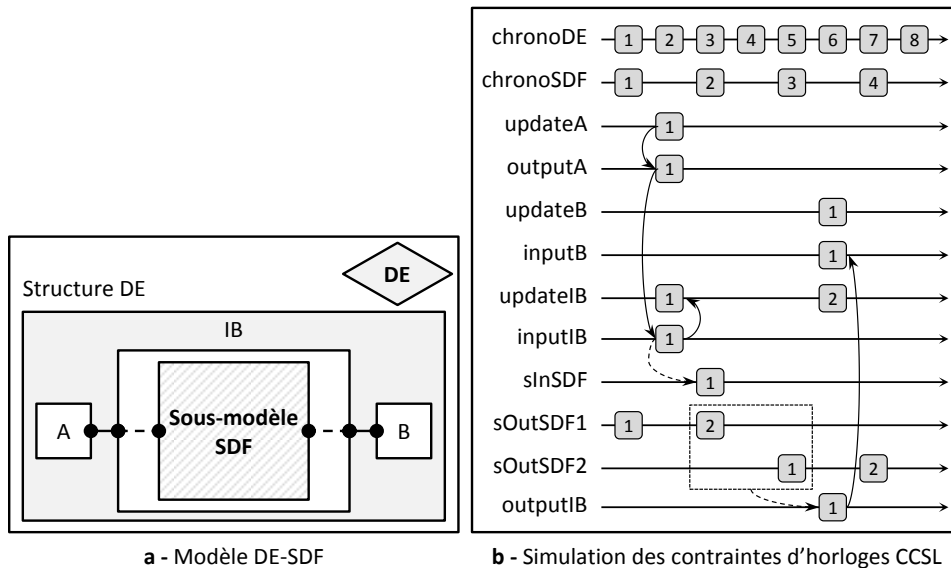 DE
Structure DE
IB
A
Sous-modèle
SDF
B
a - Modèle DE-SDF
chronoDE 1 2 3 4 5 6 7 8
chronoSDF 1 2 3 4
updateA 1
outputA 1
updateB 1
inputB 1
updateIB 1 2
inputIB 1
sInSDF 1
sOutSDF1 1 2
sOutSDF2 1 2
outputIB 1
b - Simulation des contraintes d'horloges CCSL